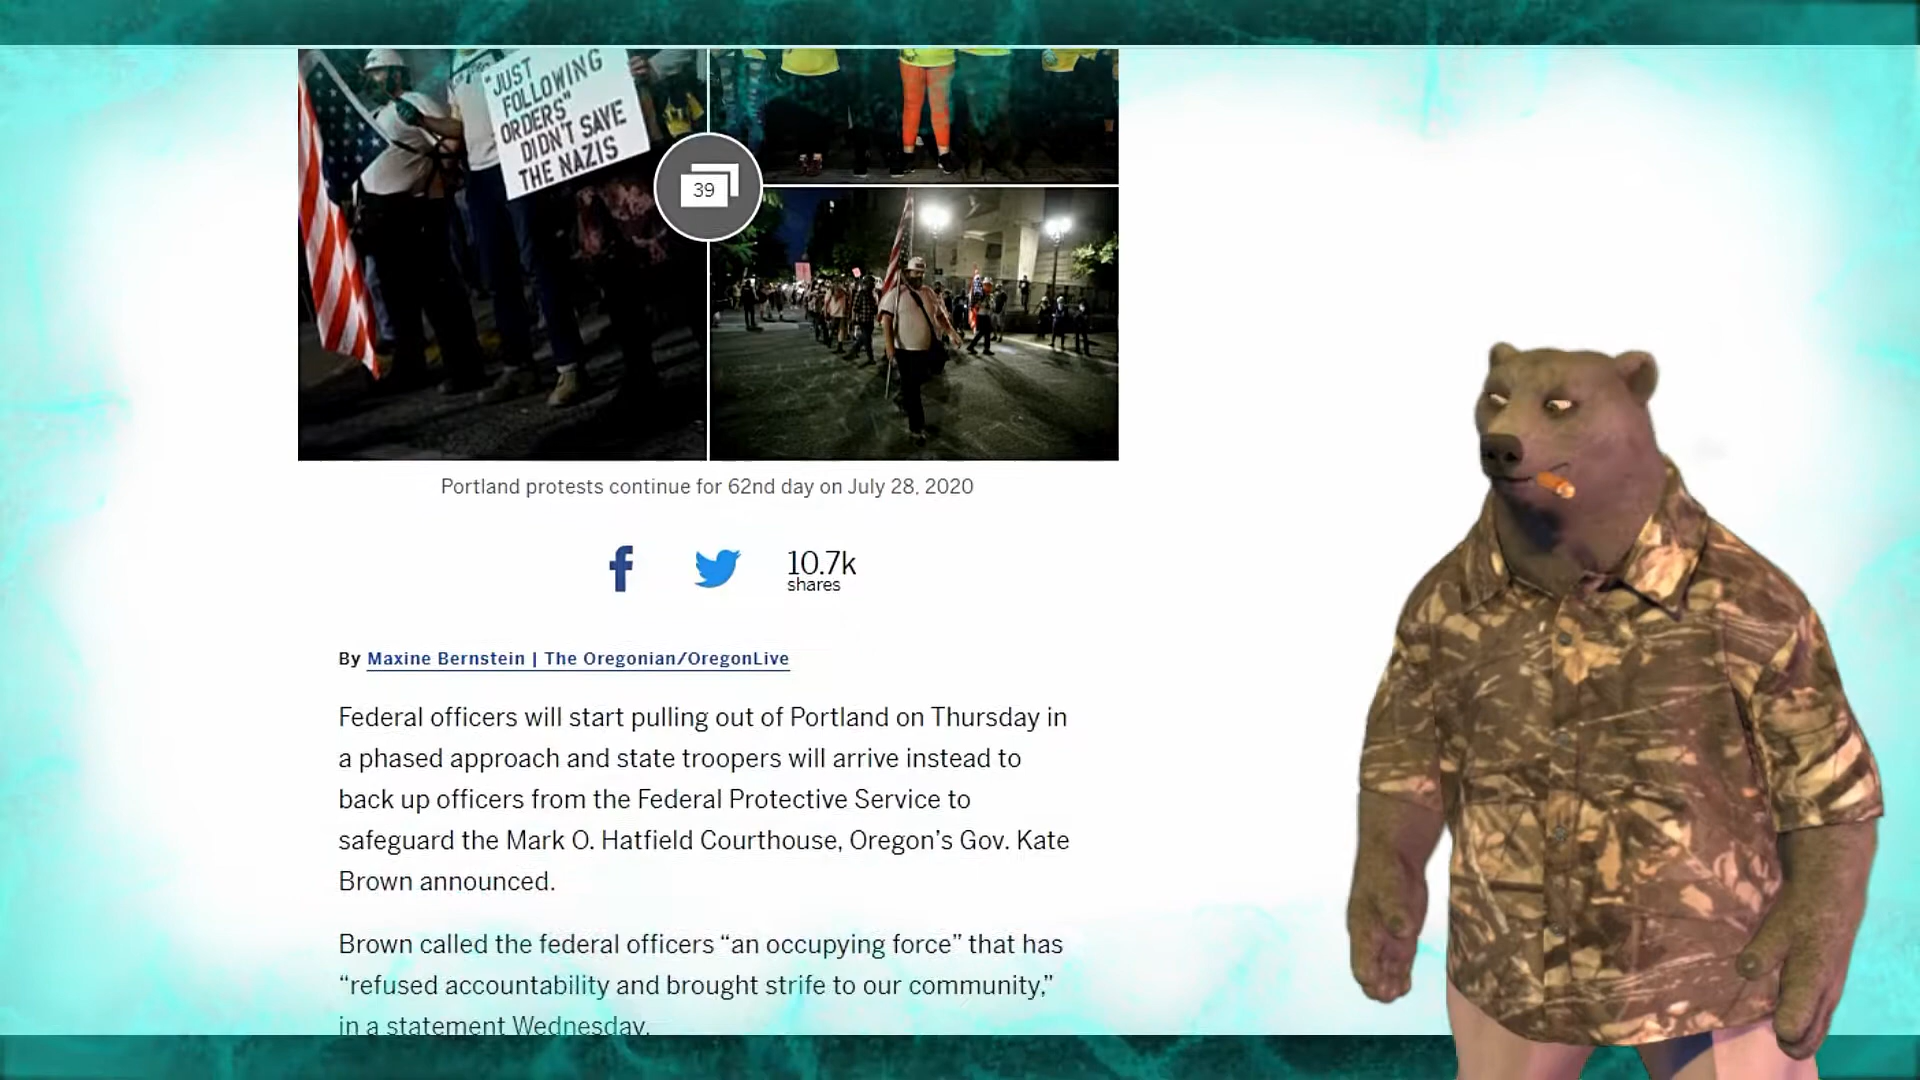 "JUST
FOLLOWING
ORDERS"
DIDN'T SAVE
THE NAZIS
39
Portland protests continue for 62nd day on July 28, 2020
10.7k
shares
By Maxine Bernstein | The Oregonian/OregonLive
Federal officers will start pulling out of Portland on Thursday in
a phased approach and state troopers will arrive instead to
back up officers from the Federal Protective Service to
safeguard the Mark O. Hatfield Courthouse, Oregon's Gov. Kate
Brown announced.
Brown called the federal officers “an occupying force” that has
“refused accountability and brought strife to our community,”
in a statement Wednesday.